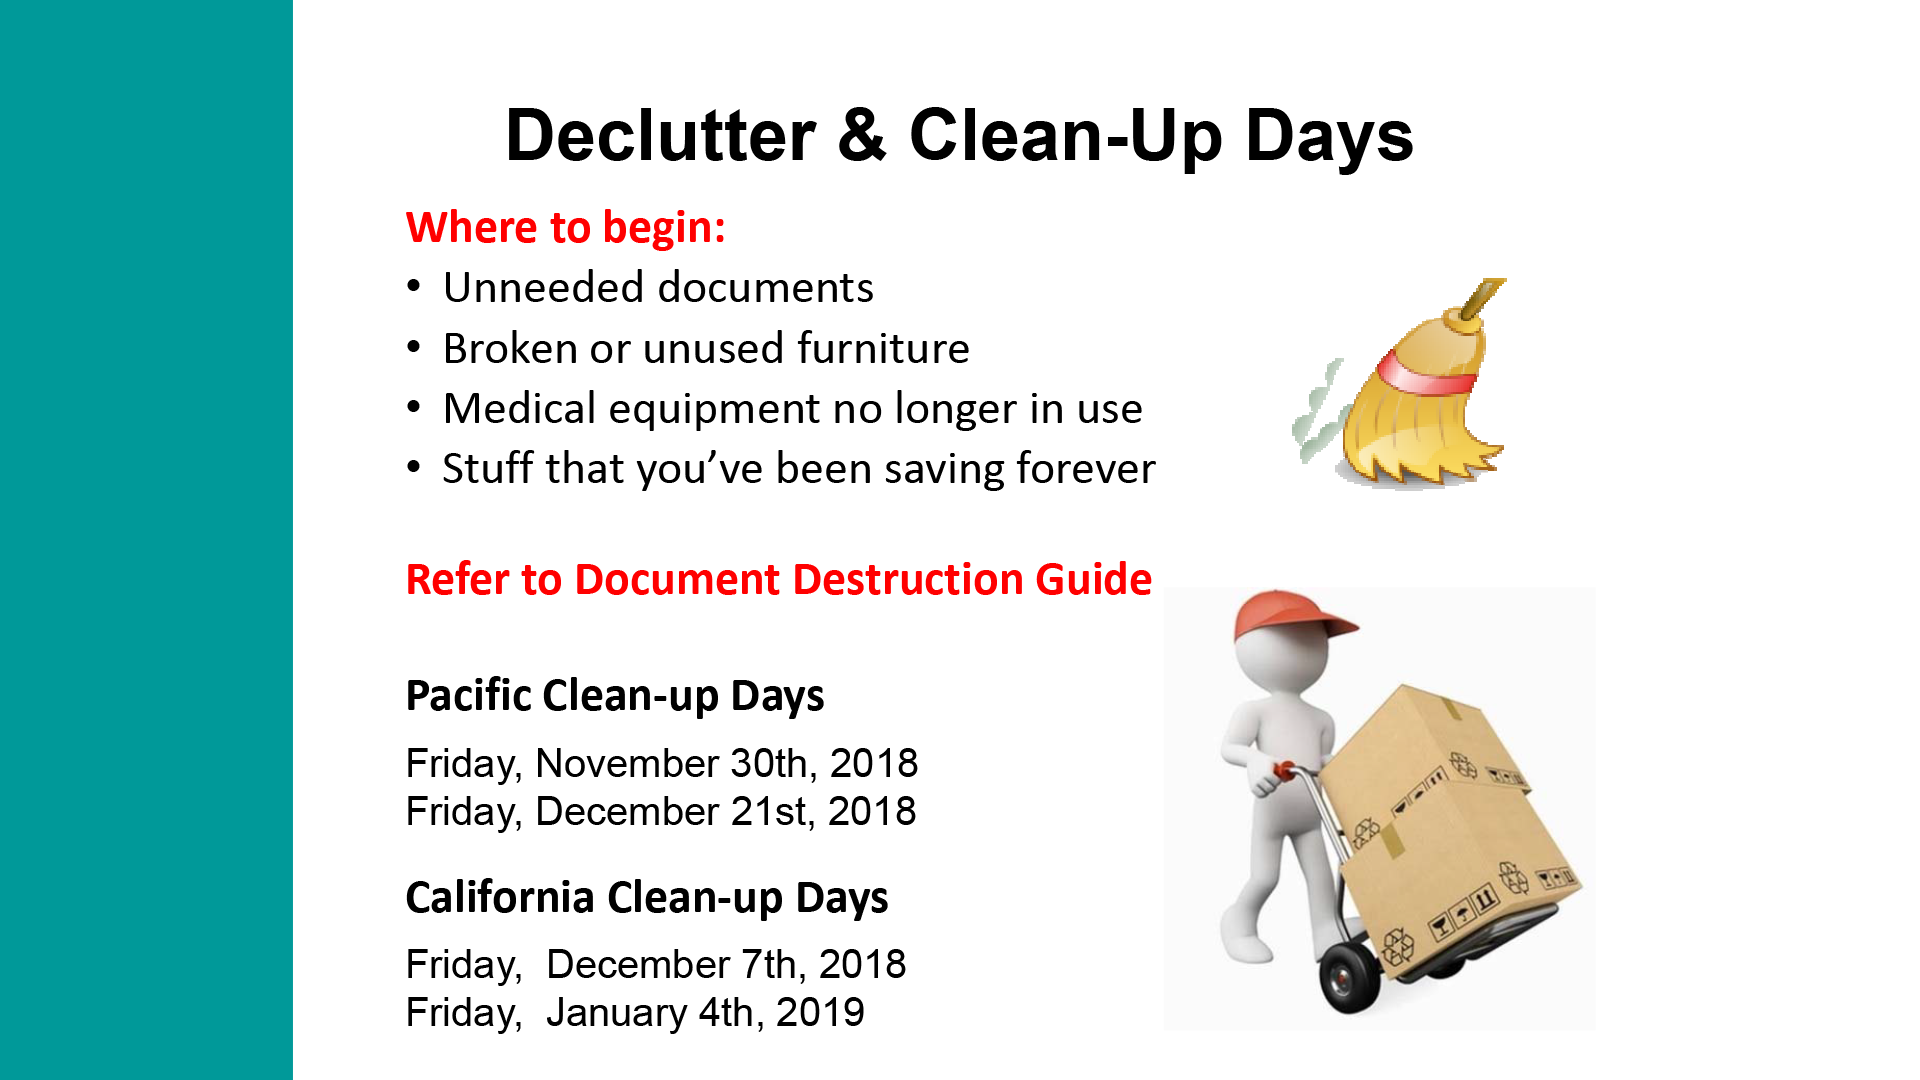 Declutter & Clean-Up Days
Where to begin:
• Unneeded documents
• Broken or unused furniture
• Medical equipment no longer in use
• Stuff that you’ve been saving forever
Refer to Document Destruction Guide
Pacific Clean-up Days
Friday, November 30th, 2018
Friday, December 21st, 2018
California Clean-up Days
Friday,  December 7th, 2018
Friday,  January 4th, 2019